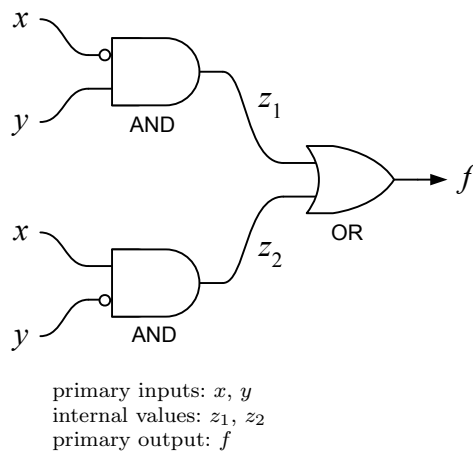 x
y
AND
z₁
x
y
AND
z₂
OR
f
primary inputs: x, y
internal values: z₁, z₂
primary output: f